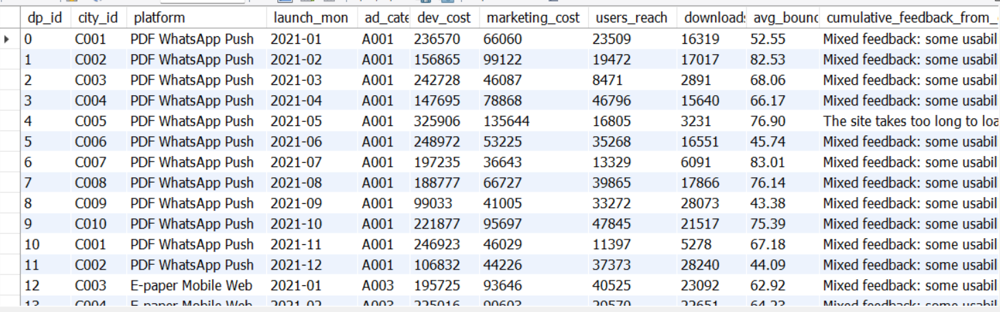 dp_id city_id platform launch_mon ad_cate dev_cost marketing_cost users_reach downloads avg_bounc cumulative_feedback_from_
0 C001 PDF WhatsApp Push 2021-01 A001 236570 66060 23509 16319 52.55 Mixed feedback: some usabil
1 C002 PDF WhatsApp Push 2021-02 A001 156865 99122 19472 17017 82.53 Mixed feedback: some usabil
2 C003 PDF WhatsApp Push 2021-03 A001 242728 46087 8471 2891 68.06 Mixed feedback: some usabil
3 C004 PDF WhatsApp Push 2021-04 A001 147695 78868 46796 15640 66.17 Mixed feedback: some usabil
4 C005 PDF WhatsApp Push 2021-05 A001 325906 135644 16805 3231 76.90 The site takes too long to loa
5 C006 PDF WhatsApp Push 2021-06 A001 248972 53225 35268 16551 45.74 Mixed feedback: some usabil
6 C007 PDF WhatsApp Push 2021-07 A001 197235 36643 13329 6091 83.01 Mixed feedback: some usabil
7 C008 PDF WhatsApp Push 2021-08 A001 188777 66727 39865 17866 76.14 Mixed feedback: some usabil
8 C009 PDF WhatsApp Push 2021-09 A001 99033 41005 33272 28073 43.38 Mixed feedback: some usabil
9 C010 PDF WhatsApp Push 2021-10 A001 221877 95697 47845 21517 75.39 Mixed feedback: some usabil
10 C001 PDF WhatsApp Push 2021-11 A001 246923 46029 11397 5278 67.18 Mixed feedback: some usabil
11 C002 PDF WhatsApp Push 2021-12 A001 106832 44226 37373 28240 44.09 Mixed feedback: some usabil
12 C003 E-paper Mobile Web 2021-01 A003 195725 93646 40525 23092 62.92 Mixed feedback: some usabil
13 C004 E-paper Mobile Web 2021-02 A003 Mixed feedback: some usabil